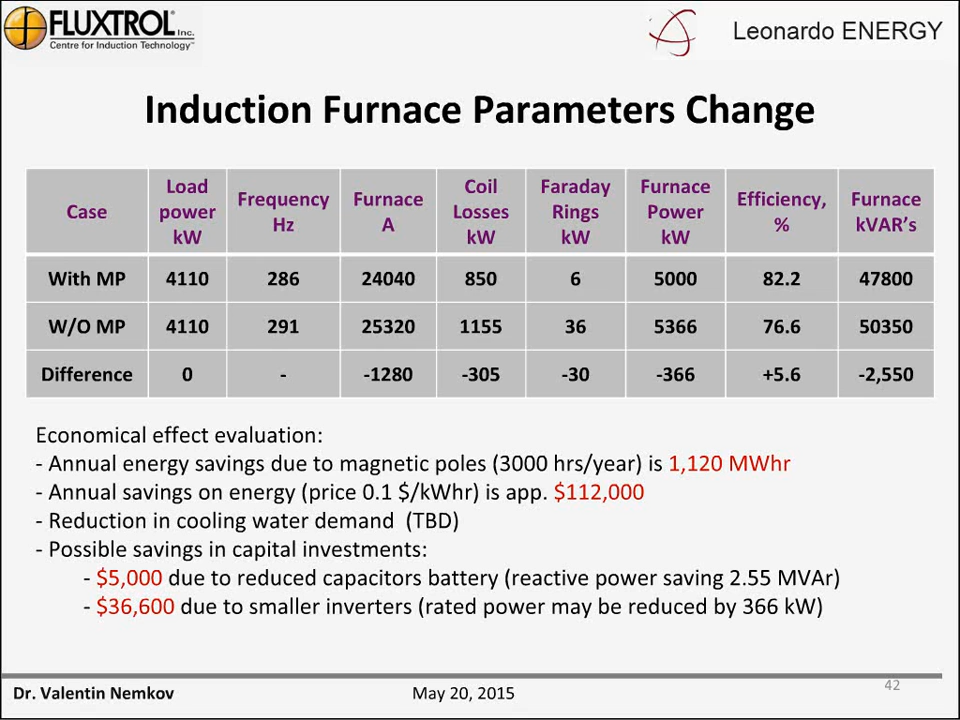 FLUXTROL® Inc.
Centre for Induction Technology™
Leonardo ENERGY
Induction Furnace Parameters Change
Case Load power kW Frequency Hz Furnace A Coil Losses kW Faraday Rings kW Furnace Power kW Efficiency, % Furnace kVAR's
With MP 4110 286 24040 850 6 5000 82.2 47800
W/O MP 4110 291 25320 1155 36 5366 76.6 50350
Difference 0 - -1280 -305 -30 -366 +5.6 -2,550
Economical effect evaluation:
- Annual energy savings due to magnetic poles (3000 hrs/year) is 1,120 MWhr
- Annual savings on energy (price 0.1 $/kWhr) is app. $112,000
- Reduction in cooling water demand (TBD)
- Possible savings in capital investments:
- $5,000 due to reduced capacitors battery (reactive power saving 2.55 MVAr)
- $36,600 due to smaller inverters (rated power may be reduced by 366 kW)
Dr. Valentin Nemkov May 20, 2015 42